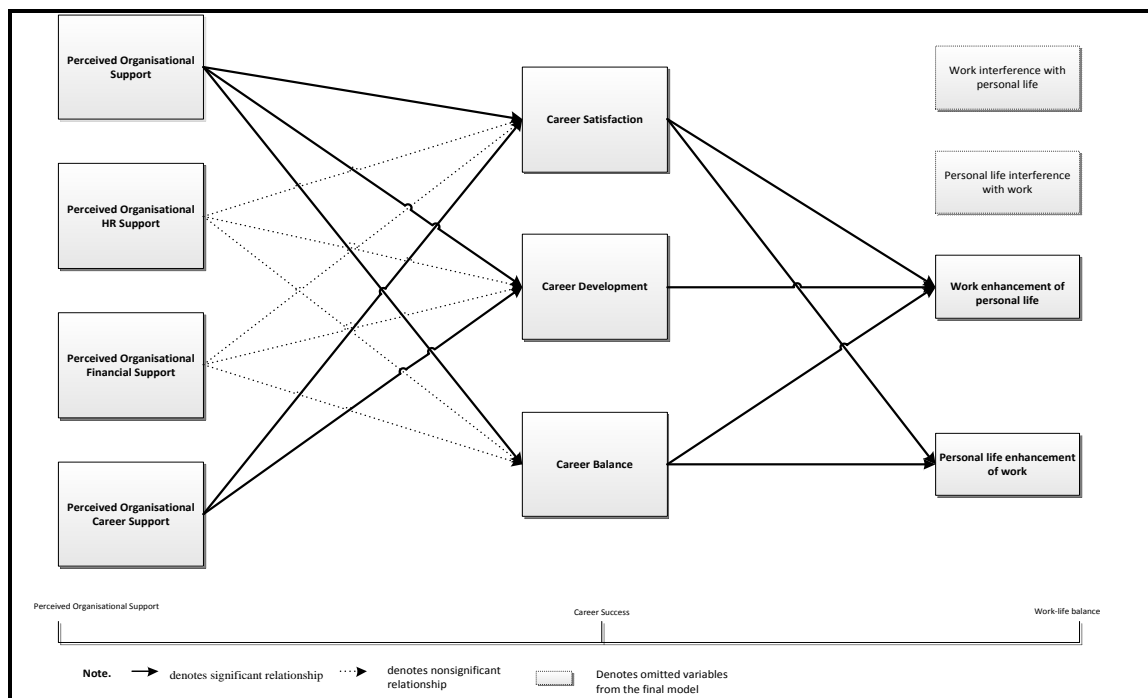 Perceived Organisational
Support
Perceived Organisational
HR Support
Perceived Organisational
Financial Support
Perceived Organisational
Career Support
Career Satisfaction
Career Development
Career Balance
Work interference with
personal life
Personal life interference
with work
Work enhancement of
personal life
Personal life enhancement
of work
Perceived Organisational Support
Career Success
Work-life balance
Note.
denotes significant relationship
denotes nonsignificant
relationship
Denotes omitted variables
from the final model